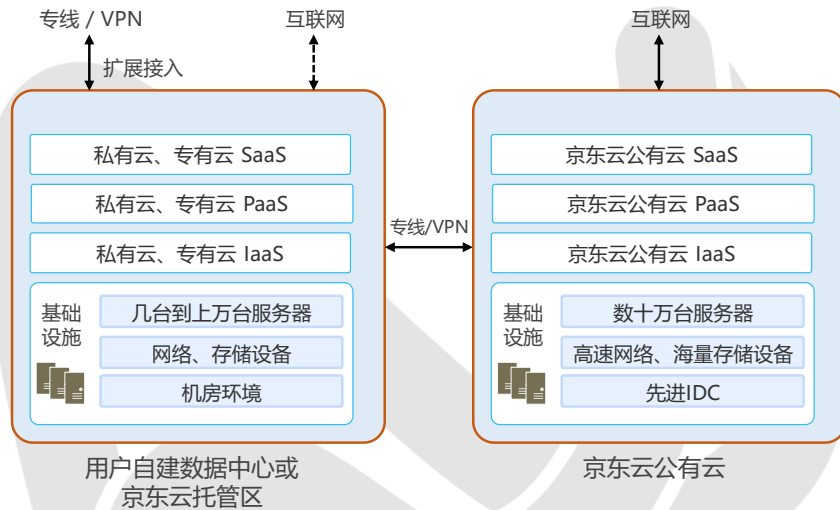 专线 / VPN
互联网
扩展接入
私有云、专有云 SaaS
私有云、专有云 PaaS
私有云、专有云 IaaS
基础
设施
几台到上万台服务器
网络、存储设备
机房环境
用户自建数据中心或
京东云托管区
专线/VPN
互联网
京东云公有云 SaaS
京东云公有云 PaaS
京东云公有云 IaaS
基础
设施
数十万台服务器
高速网络、海量存储设备
先进IDC
京东云公有云